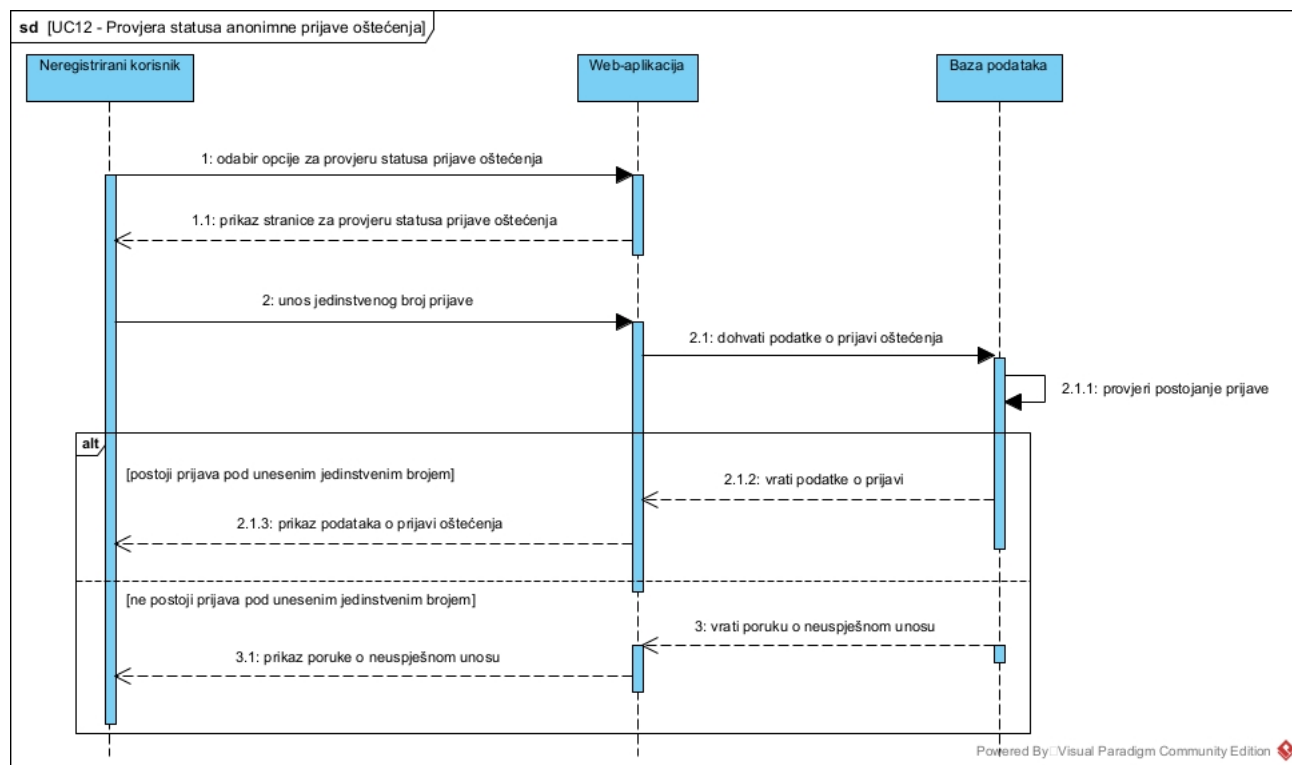 sd [UC12 - Provjera statusa anonimne prijave oštećenja]
Neregistrirani korisnik
Web-aplikacija
Baza podataka
1: odabir opcije za provjeru statusa prijave oštećenja
1.1: prikaz stranice za provjeru statusa prijave oštećenja
2: unos jedinstvenog broj prijave
2.1: dohvati podatke o prijavi oštećenja
2.1.1: provjeri postojanje prijave
alt
[postoji prijava pod unesenim jedinstvenim brojem]
2.1.2: vrati podatke o prijavi
2.1.3: prikaz podataka o prijavi oštećenja
[ne postoji prijava pod unesenim jedinstvenim brojem]
3: vrati poruku o neuspješnom unosu
3.1: prikaz poruke o neuspješnom unosu
Powered By Visual Paradigm Community Edition